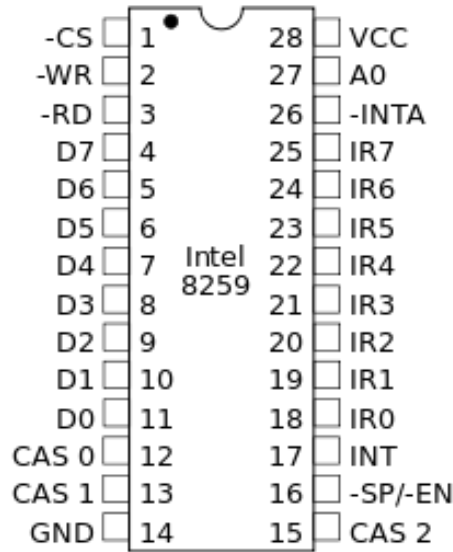 -CS 1 28 VCC
-WR 2 27 A0
-RD 3 26 -INTA
D7 4 25 IR7
D6 5 24 IR6
D5 6 23 IR5
D4 7 Intel 22 IR4
D3 8 8259 21 IR3
D2 9 20 IR2
D1 10 19 IR1
D0 11 18 IR0
CAS 0 12 17 INT
CAS 1 13 16 -SP/-EN
GND 14 15 CAS 2